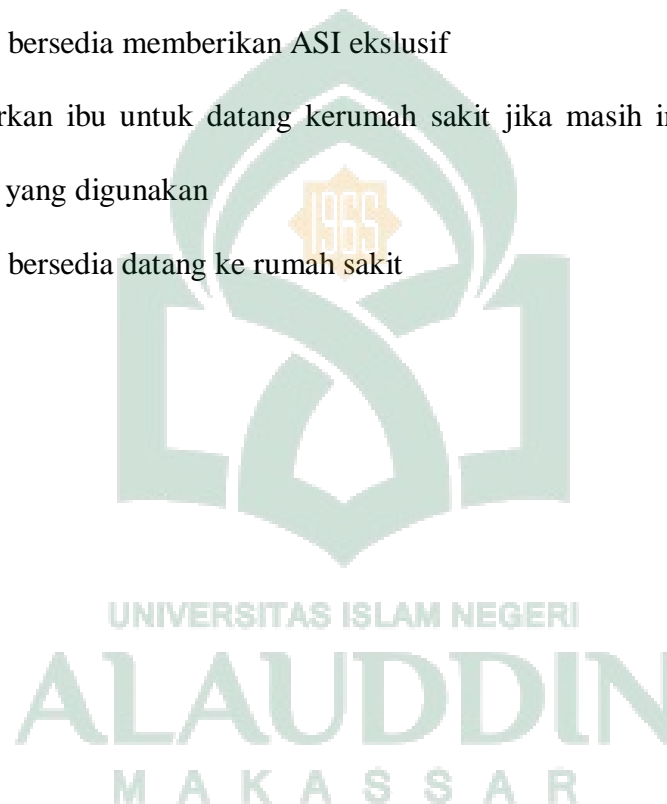 bersedia memberikan ASI ekslusif
rkan ibu untuk datang kerumah sakit jika masih in
yang digunakan
bersedia datang ke rumah sakit
1965
UNIVERSITAS ISLAM NEGERI
ALAUDDIN
MAKASSAR